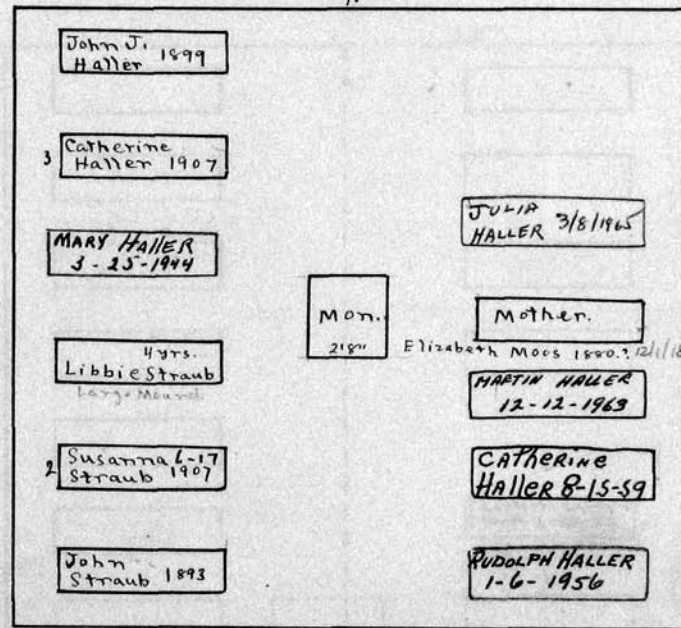 John J.
Haller 1899
3 Catherine
Haller 1907
MARY HALLER
3-25-1944
4 yrs.
Libbie Straub
Large Mound
2 Susanna 6-17
Straub 1907
John
Straub 1893
Mon.
JULIA
HALLER 3/8/1965
Mother.
Elizabeth Moos 1880.?
MARTIN HALLER
12-12-1963
CATHERINE
HALLER 8-15-59
RUDOLPH HALLER
1-6-1956